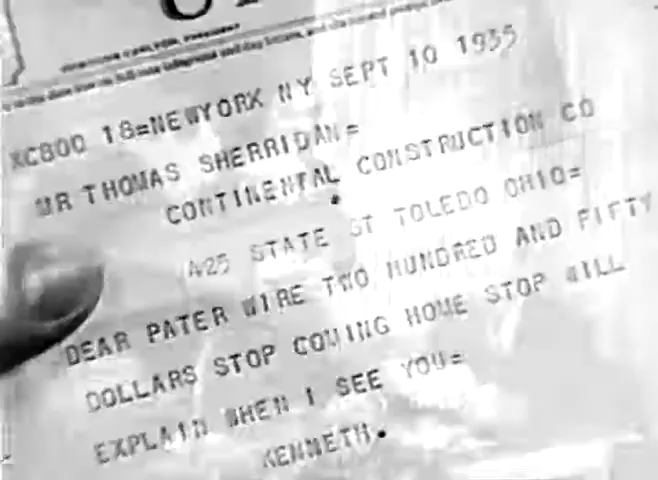 XC800 18=NEWYORK NY SEPT 10 1935
MR THOMAS SHERRIDAN=
CONTINENTAL CONSTRUCTION CO
425 STATE ST TOLEDO OHIO=
DEAR PATER WIRE TWO HUNDRED AND FIFTY
DOLLARS STOP COMING HOME STOP WILL
EXPLAIN WHEN I SEE YOU=
KENNETH.